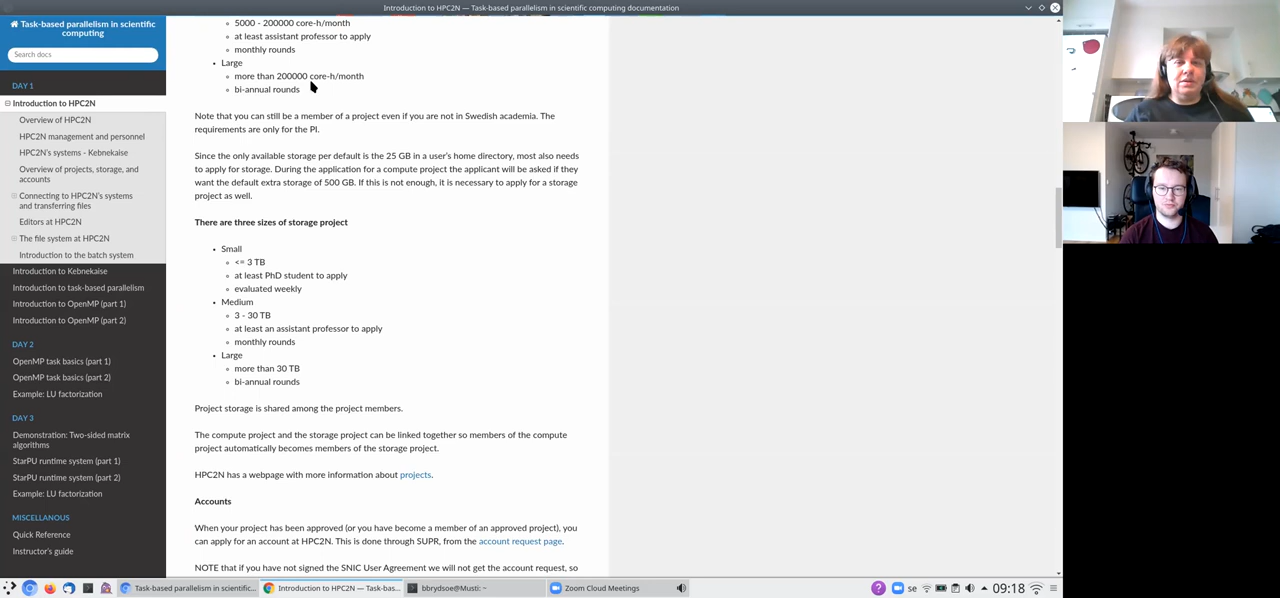 Introduction to HPC2N — Task-based parallelism in scientific computing documentation
Task-based parallelism in scientific
computing
Search docs
DAY 1
Introduction to HPC2N
Overview of HPC2N
HPC2N management and personnel
HPC2N's systems - Kebnekaise
Overview of projects, storage, and
accounts
Connecting to HPC2N's systems
and transferring files
Editors at HPC2N
The file system at HPC2N
Introduction to the batch system
Introduction to Kebnekaise
Introduction to task-based parallelism
Introduction to OpenMP (part 1)
Introduction to OpenMP (part 2)
DAY 2
OpenMP task basics (part 1)
OpenMP task basics (part 2)
Example: LU factorization
DAY 3
Demonstration: Two-sided matrix
algorithms
StarPU runtime system (part 1)
StarPU runtime system (part 2)
Example: LU factorization
MISCELLANEOUS
Quick Reference
Instructor's guide
5000 - 200000 core-h/month
at least assistant professor to apply
monthly rounds
Large
more than 200000 core-h/month
bi-annual rounds
Note that you can still be a member of a project even if you are not in Swedish academia. The
requirements are only for the PI.
Since the only available storage per default is the 25 GB in a user's home directory, most also needs
to apply for storage. During the application for a compute project the applicant will be asked if they
want the default extra storage of 500 GB. If this is not enough, it is necessary to apply for a storage
project as well.
There are three sizes of storage project
Small
<= 3 TB
at least PhD student to apply
evaluated weekly
Medium
3 - 30 TB
at least an assistant professor to apply
monthly rounds
Large
more than 30 TB
bi-annual rounds
Project storage is shared among the project members.
The compute project and the storage project can be linked together so members of the compute
project automatically becomes members of the storage project.
HPC2N has a webpage with more information about projects.
Accounts
When your project has been approved (or you have become a member of an approved project), you
can apply for an account at HPC2N. This is done through SUPR, from the account request page.
NOTE that if you have not signed the SNIC User Agreement we will not get the account request, so
Task-based parallelism in scientific...
Introduction to HPC2N — Task-bas...
bbrydsoe@Musti: ~
Zoom Cloud Meetings
se
09:18